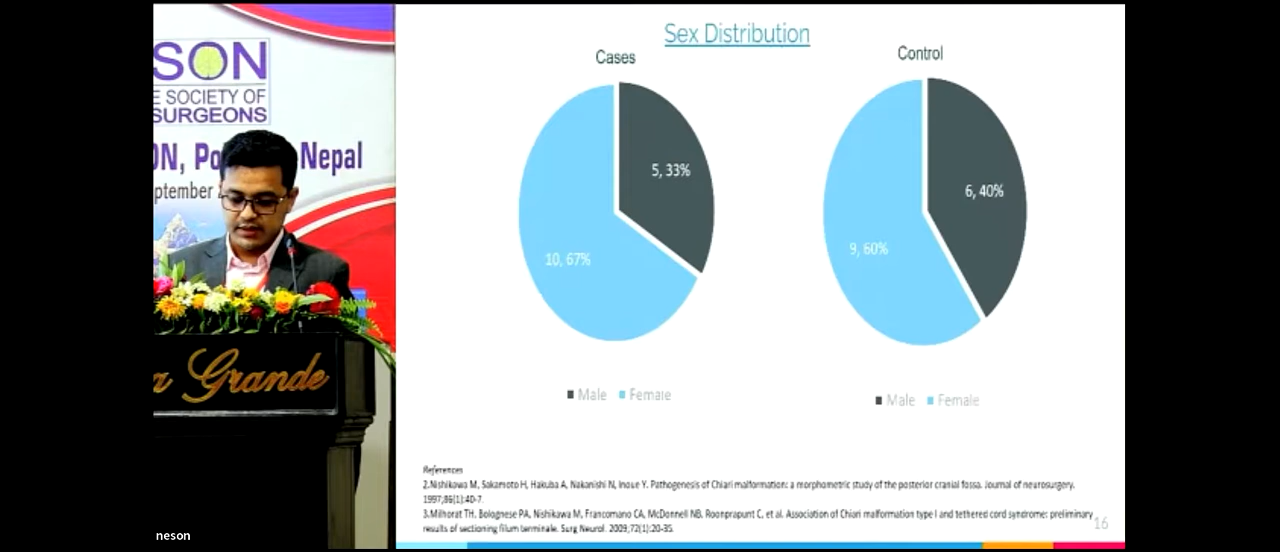 SON
E SOCIETY OF
SURGEONS
ON, Po Nepal
ptember
a Grande
neson
Sex Distribution
Cases
5, 33%
10, 67%
Male Female
Control
6, 40%
9, 60%
Male Female
References
2.Nishikawa M, Sakamoto H, Hakuba A, Nakanishi N, Inoue Y. Pathogenesis of Chiari malformation: a morphometric study of the posterior cranial fossa. Journal of neurosurgery.
1997;86(1):40-7.
3.Milhorat TH, Bolognese PA, Nishikawa M, Francomano CA, McDonnell NB, Roonprapunt C, et al. Association of Chiari malformation type I and tethered cord syndrome: preliminary
results of sectioning filum terminale. Surg Neurol. 2009;72(1):20-35.
16